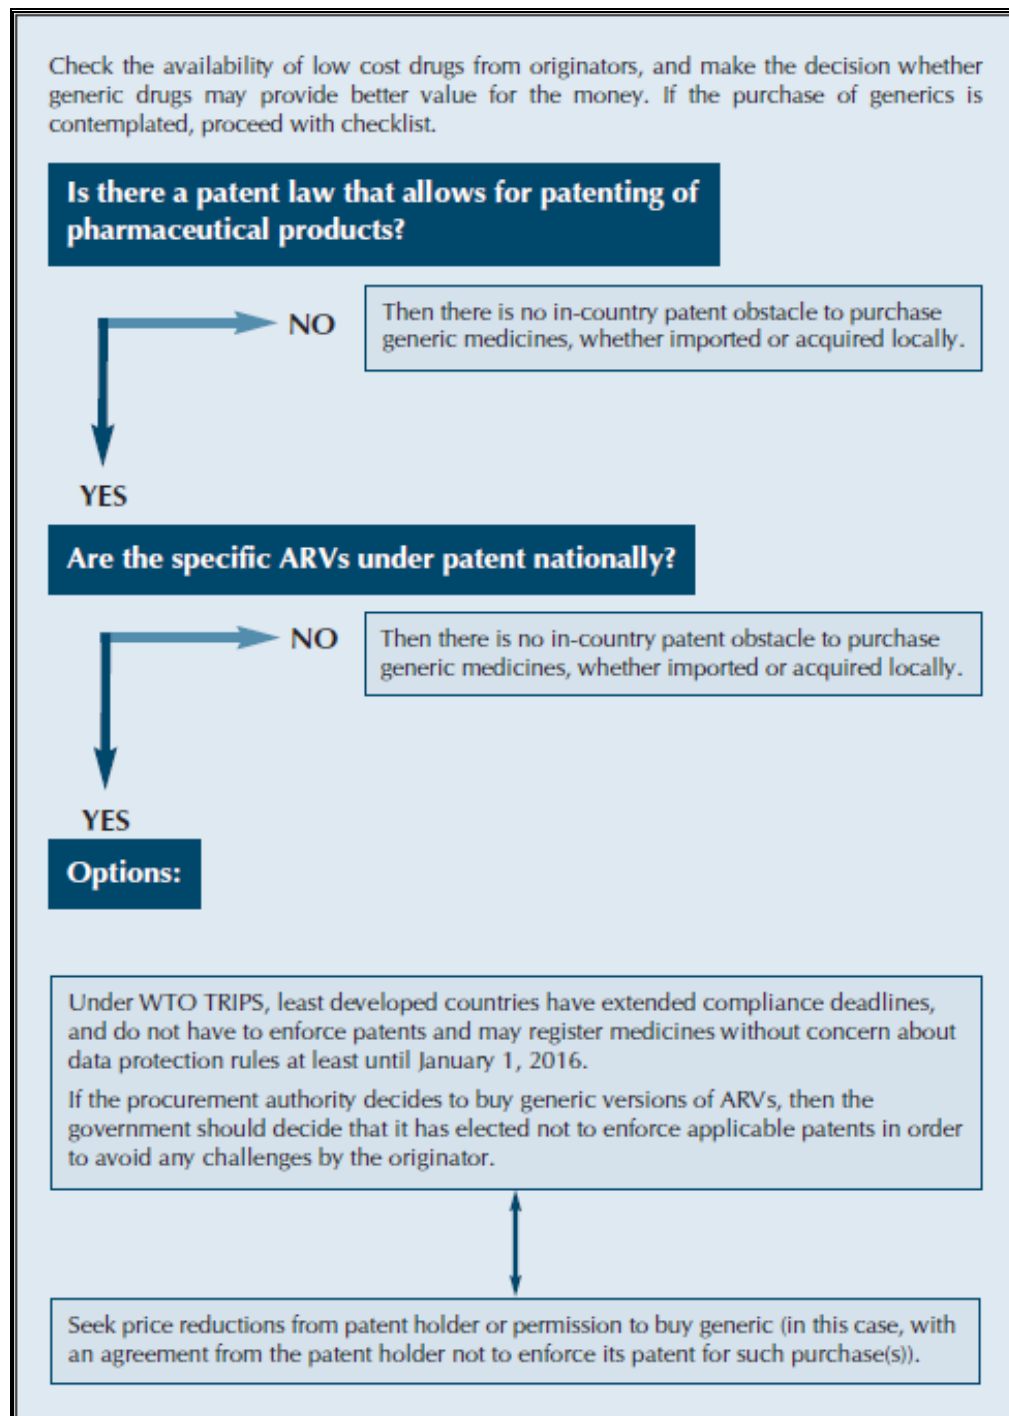 Check the availability of low cost drugs from originators, and make the decision whether
generic drugs may provide better value for the money. If the purchase of generics is
contemplated, proceed with checklist.
Is there a patent law that allows for patenting of
pharmaceutical products?
NO
Then there is no in-country patent obstacle to purchase
generic medicines, whether imported or acquired locally.
YES
Are the specific ARVs under patent nationally?
NO
Then there is no in-country patent obstacle to purchase
generic medicines, whether imported or acquired locally.
YES
Options:
Under WTO TRIPS, least developed countries have extended compliance deadlines,
and do not have to enforce patents and may register medicines without concern about
data protection rules at least until January 1, 2016.
If the procurement authority decides to buy generic versions of ARVs, then the
government should decide that it has elected not to enforce applicable patents in order
to avoid any challenges by the originator.
Seek price reductions from patent holder or permission to buy generic (in this case, with
an agreement from the patent holder not to enforce its patent for such purchase(s)).